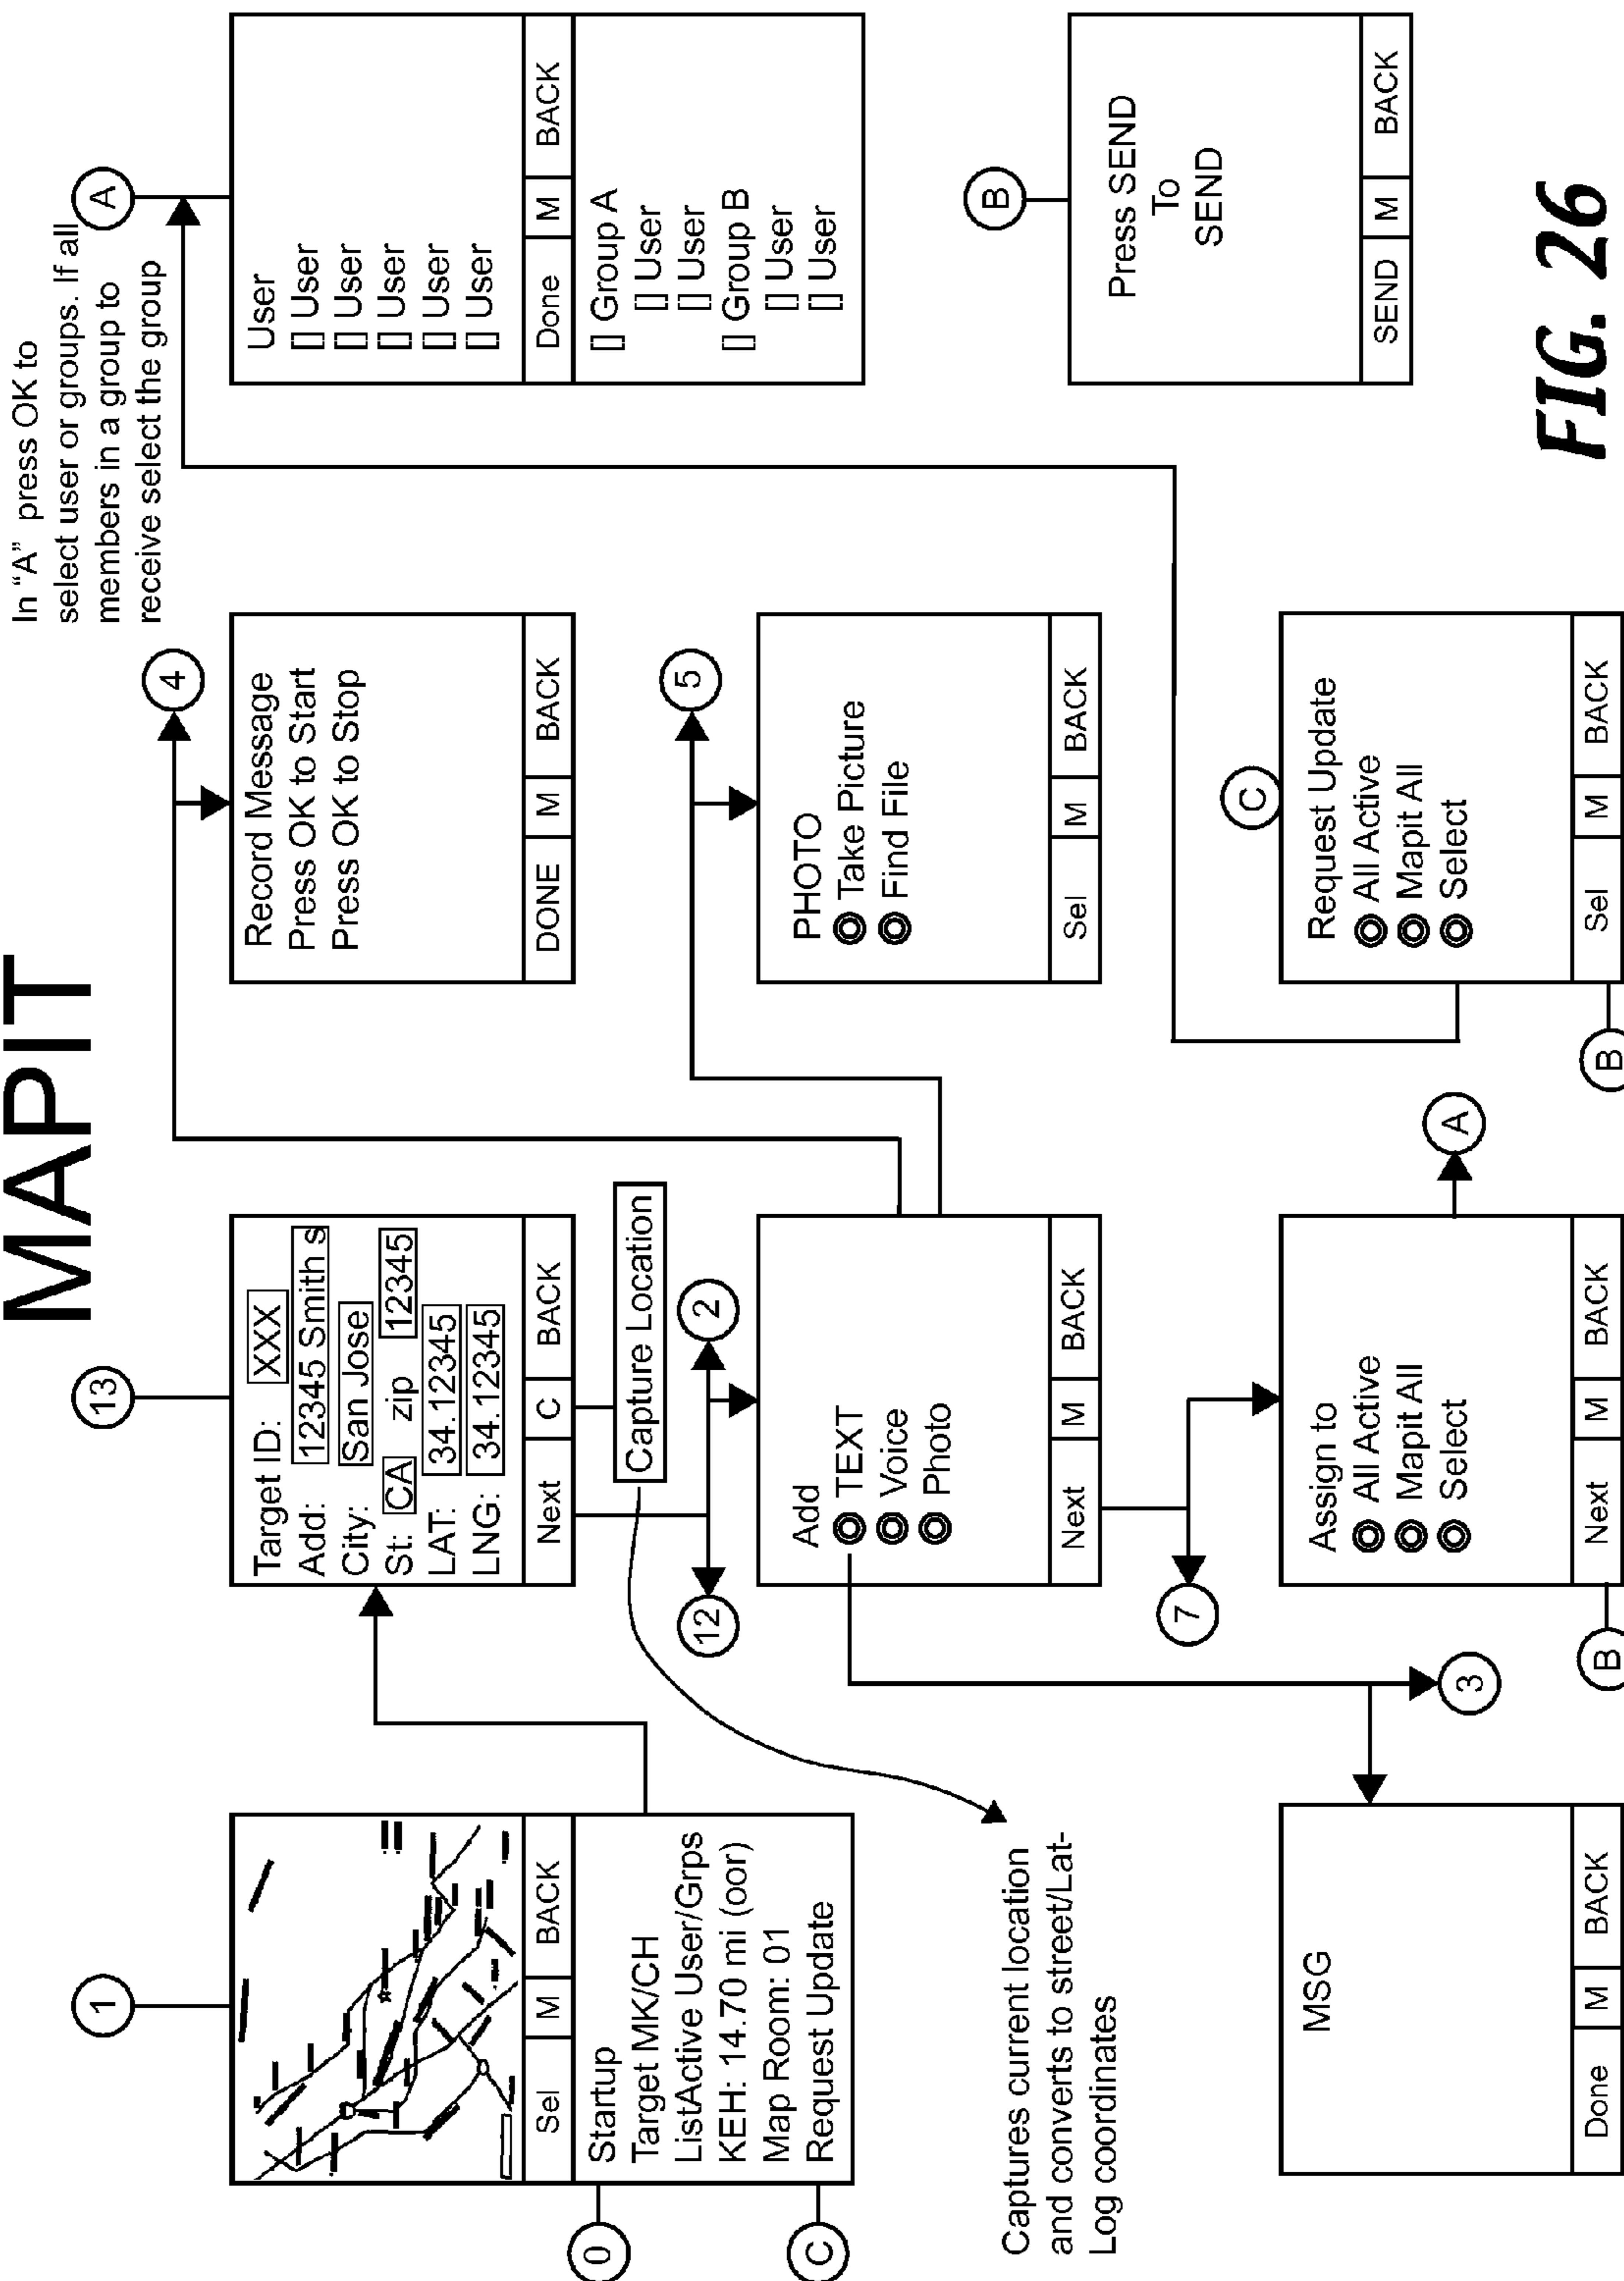 MAPIT
1
Sel M BACK
Startup
Target MK/CH
ListActive User/Grps
KEH: 14.70 mi (oor)
Map Room: 01
Request Update
0
C
Captures current location
and converts to street/Lat-
Log coordinates
MSG
Done M BACK
13
Target ID: XXX
Add: 12345 Smith s
City: San Jose
St: CA zip 12345
LAT: 34.12345
LNG: 34.12345
Next C BACK
Capture Location
12
2
Add
TEXT
Voice
Photo
Next M BACK
7
3
Assign to
All Active
Mapit All
Select
Next M BACK
B
A
4
Record Message
Press OK to Start
Press OK to Stop
DONE M BACK
5
PHOTO
Take Picture
Find File
Sel M BACK
C
Request Update
All Active
Mapit All
Select
Sel M BACK
B
In “A” press OK to
select user or groups. If all
members in a group to
receive select the group
A
User
[] User
[] User
[] User
[] User
[] User
Done M BACK
[] Group A
[] User
[] User
[] Group B
[] User
[] User
B
Press SEND
To
SEND
SEND M BACK
FIG. 26